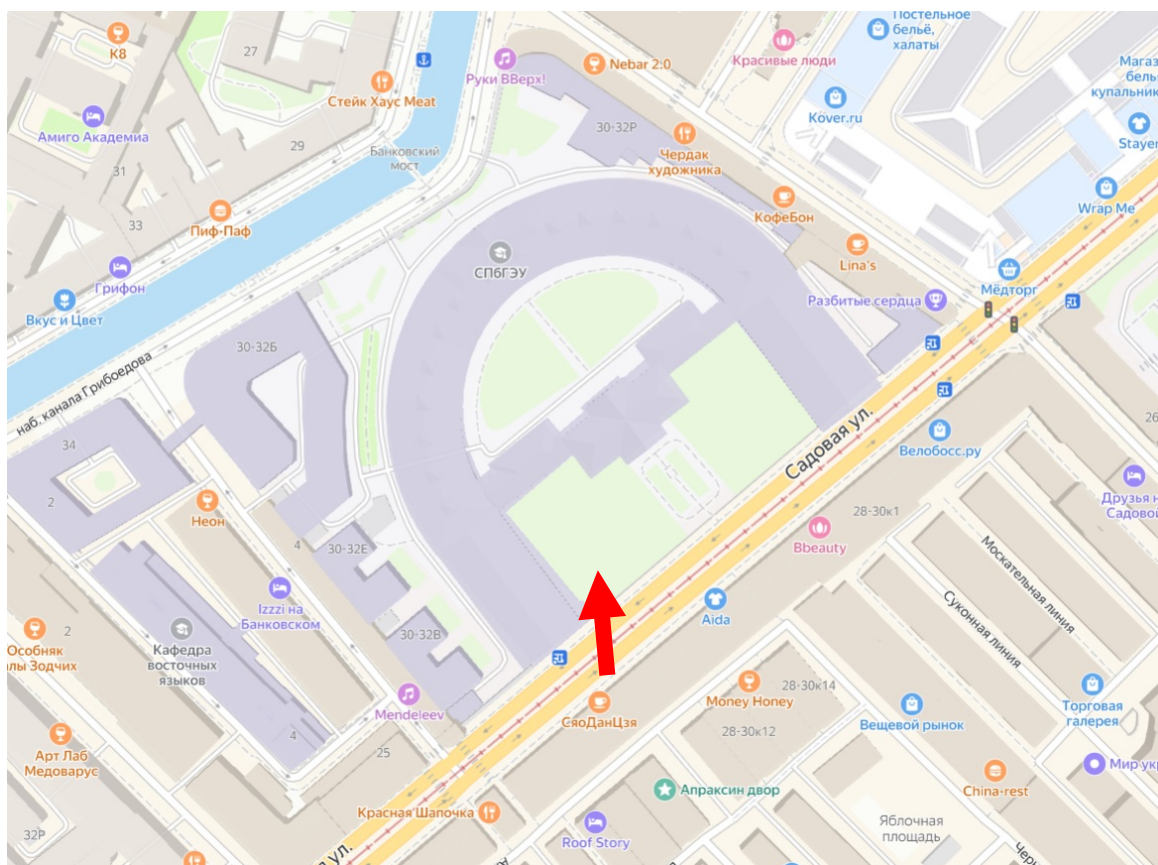 К8
27
Постельное
бельё,
халаты
Nebar 2.0
Красивые люди
Руки ВВерх!
Стейк Хаус Meat
Kover.ru
Stayer
Амиго Академиа
29
30-32Р
Чердак
художника
Банковский
мост
31
33
Пиф-Паф
Wrap Me
КофеБон
Lina's
СПбГЭУ
Грифон
Мёдторг
Разбитые сердца
Вкус и Цвет
30-32Б
наб. канала Грибоедова
34
2
Садовая ул.
26
Велобосс.ру
Друзья н
Садовой
Неон
4
28-30к1
30-32Е
Bbeauty
Москательная линия
Суконная линия
Izzzi на
Банковском
Aida
2
Особняк
лы Зодчих
Кафедра
восточных
языков
30-32В
Money Honey
28-30к14
Mendeleev
СяоДанЦзя
Вещевой рынок
Торговая
галерея
28-30к12
4
25
Арт Лаб
Медоварус
Мир ук
Апраксин двор
China-rest
Красная Шапочка
Яблочная
площадь
32Р
Roof Story
ул.